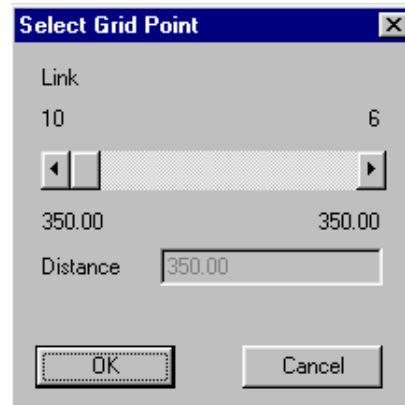 Select Grid Point
Link
10 6
350.00 350.00
Distance 350.00
OK Cancel